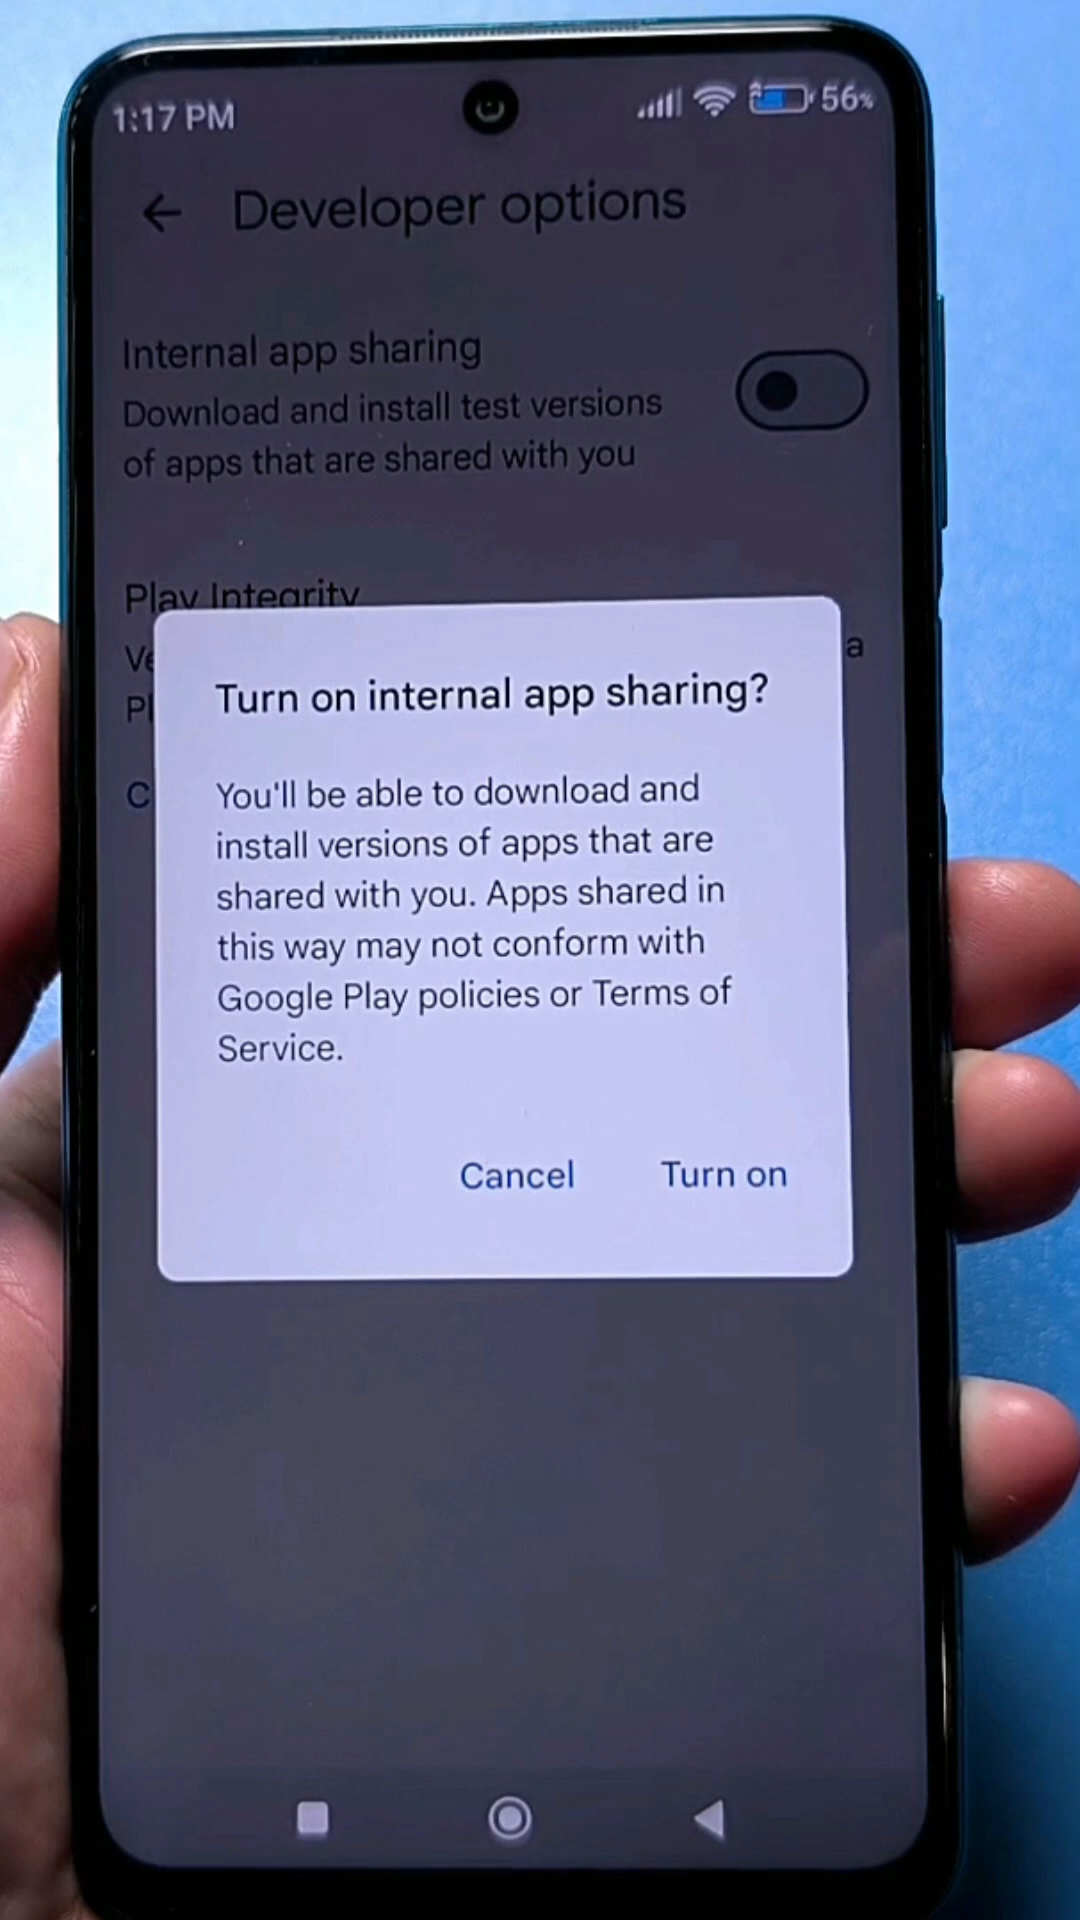 1:17 PM
56%
Developer options
Internal app sharing
Download and install test versions
of apps that are shared with you
Play Integrity
Turn on internal app sharing?
You'll be able to download and
install versions of apps that are
shared with you. Apps shared in
this way may not conform with
Google Play policies or Terms of
Service.
Cancel
Turn on